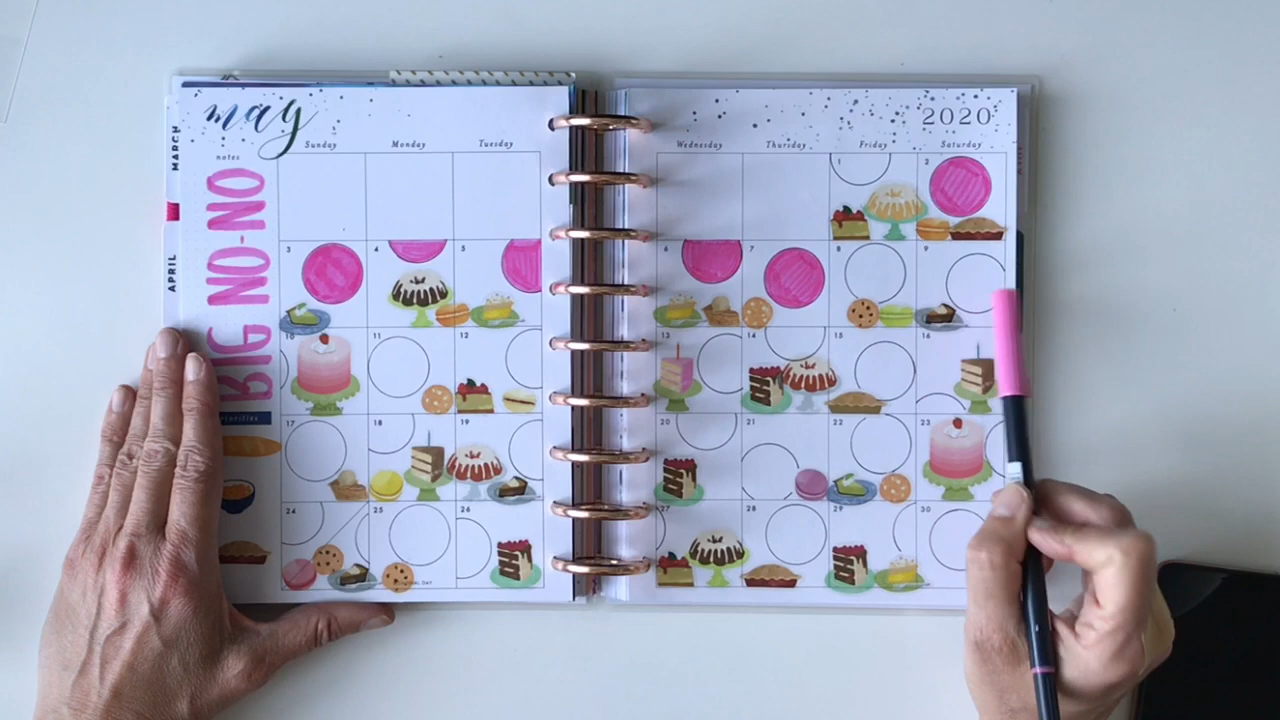 may
2020
Sunday Monday Tuesday
Wednesday Thursday Friday Saturday
notes
MARCH
APRIL
BIG NO-NO
1 2
3 4 5
6 7 8 9
10 11 12
13 14 15 16
17 18 19
20 21 22 23
24 25 26
27 28 29 30
DAY